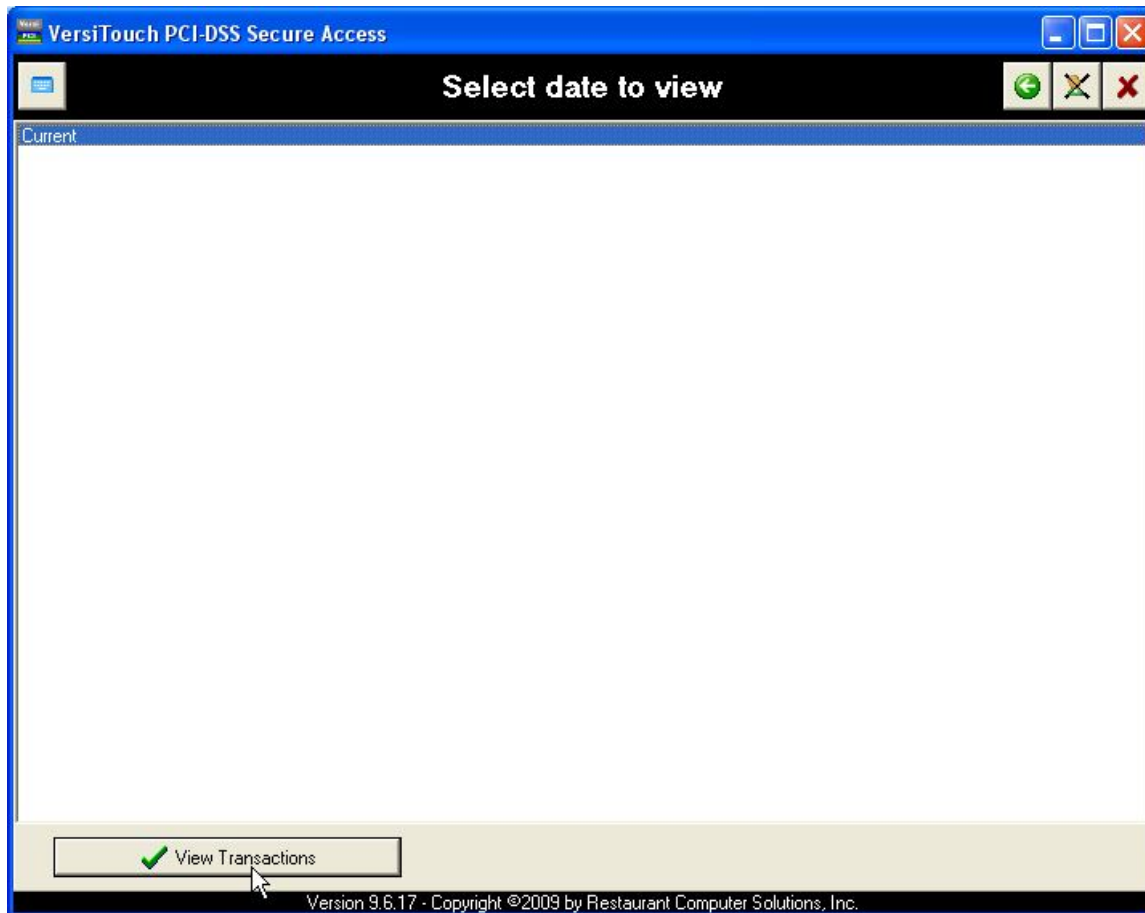 VersiTouch PCI-DSS Secure Access
Select date to view
Current
View Transactions
Version 9.6.17 - Copyright ©2009 by Restaurant Computer Solutions, Inc.